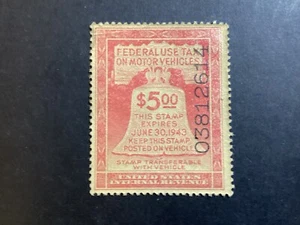 FEDERAL USE TAX
ON MOTOR VEHICLES
$5.00
THIS STAMP
EXPIRES
JUNE 30, 1943
KEEP THIS STAMP
POSTED ON VEHICLE
STAMP TRANSFERABLE
WITH VEHICLE
UNITED STATES
INTERNAL REVENUE
03812614